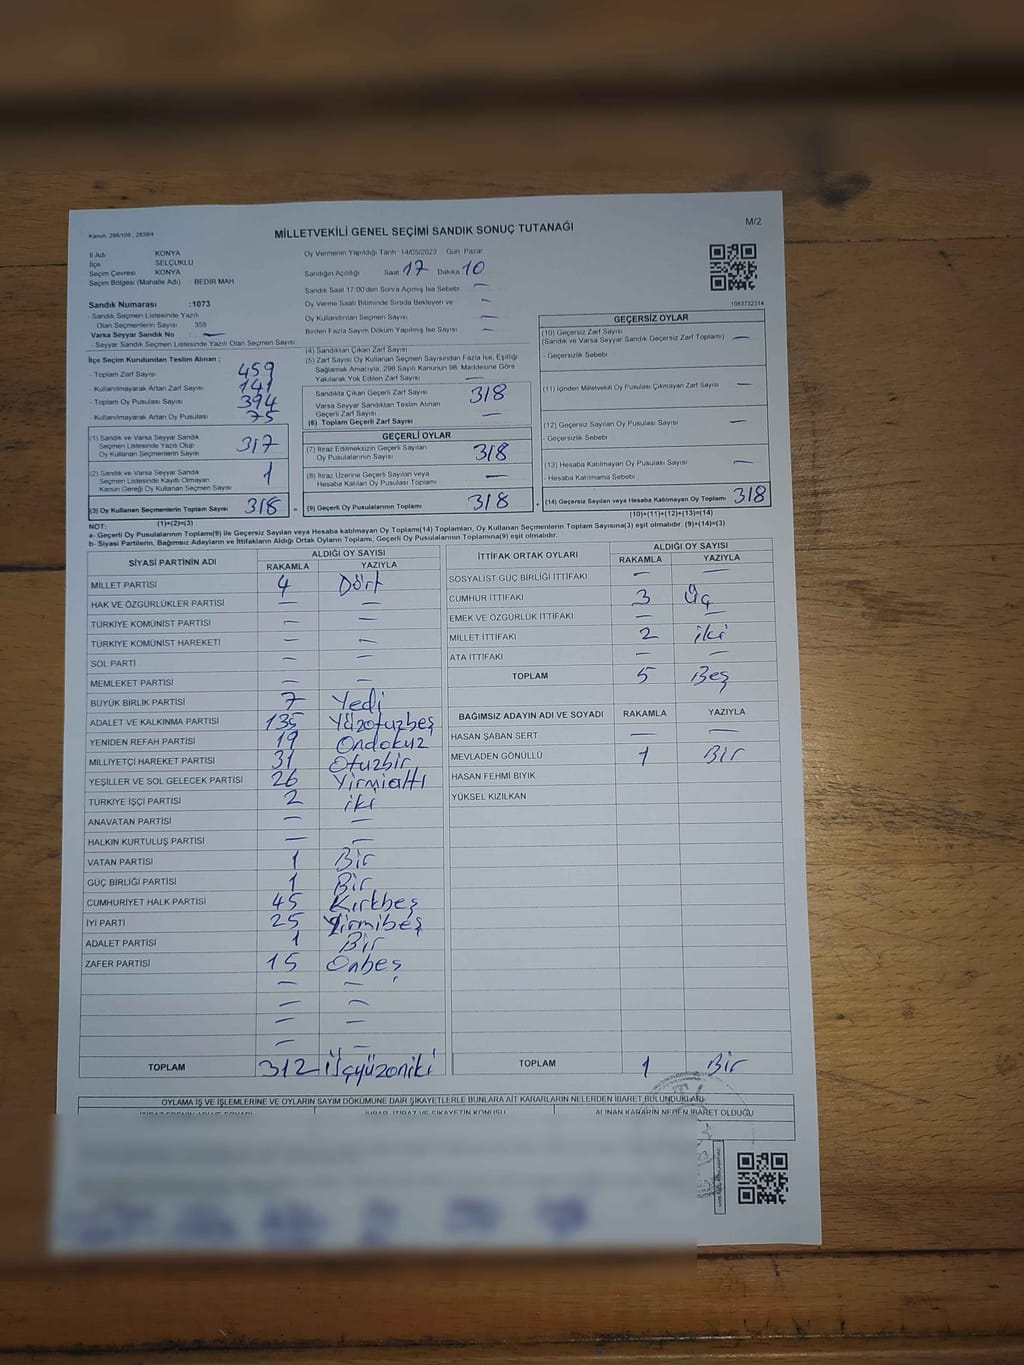 Kanun: 298/105 , 2839/4
MİLLETVEKİLİ GENEL SEÇİMİ SANDIK SONUÇ TUTANAĞI
M/2
İl Adı KONYA
İlçe SELÇUKLU
Seçim Çevresi KONYA
Seçim Bölgesi (Mahalle Adı) BEDİR MAH
Sandık Numarası :1073
- Sandık Seçmen Listesinde Yazılı
Olan Seçmenlerin Sayısı 359
Varsa Seyyar Sandık No : —
- Seyyar Sandık Seçmen Listesinde Yazılı Olan Seçmen Sayısı
Oy Vermenin Yapıldığı Tarih :14/05/2023 Gün Pazar
Sandığın Açıldığı Saat 17 Dakika 10
Sandık Saat 17.00'den Sonra Açılmış İse Sebebi : —
Oy Verme Saati Bitiminde Sırada Bekleyen ve —
Oy Kullandırılan Seçmen Sayısı : —
Birden Fazla Sayım Döküm Yapılmış İse Sayısı : —
1083732314
İlçe Seçim Kurulundan Teslim Alınan ;
- Toplam Zarf Sayısı 459
- Kullanılmayarak Artan Zarf Sayısı 141
- Toplam Oy Pusulası Sayısı 394
- Kullanılmayarak Artan Oy Pusulası 75
(1) Sandık ve Varsa Seyyar Sandık
Seçmen Listesinde Yazılı Olup
Oy Kullanan Seçmenlerin Sayısı 317
(2) Sandık ve Varsa Seyyar Sandık
Seçmen Listesinde Kayıtlı Olmayan
Kanun Gereği Oy Kullanan Seçmen Sayısı 1
(3) Oy Kullanan Seçmenlerin Toplam Sayısı 318
(1)+(2)=(3)
(4) Sandıktan Çıkan Zarf Sayısı
(5) Zarf Sayısı Oy Kullanan Seçmen Sayısından Fazla İse, Eşitliği
Sağlamak Amacıyla, 298 Sayılı Kanunun 98. Maddesine Göre
Yakılarak Yok Edilen Zarf Sayısı —
Sandıkta Çıkan Geçerli Zarf Sayısı 318
Varsa Seyyar Sandıktan Teslim Alınan
Geçerli Zarf Sayısı —
(6) Toplam Geçerli Zarf Sayısı
GEÇERLİ OYLAR
(7) İtiraz Edilmeksizin Geçerli Sayılan
Oy Pusulalarının Sayısı 318
(8) İtiraz Üzerine Geçerli Sayılan veya
Hesaba Katılan Oy Pusulası Toplamı —
= (9) Geçerli Oy Pusulalarının Toplamı 318
GEÇERSİZ OYLAR
(10) Geçersiz Zarf Sayısı
(Sandık ve Varsa Seyyar Sandık Geçersiz Zarf Toplamı) —
- Geçersizlik Sebebi
(11) İçinden Milletvekili Oy Pusulası Çıkmayan Zarf Sayısı —
(12) Geçersiz Sayılan Oy Pusulası Sayısı —
- Geçersizlik Sebebi
(13) Hesaba Katılmayan Oy Pusulası Sayısı —
- Hesaba Katılmama Sebebi
+ (14) Geçersiz Sayılan veya Hesaba Katılmayan Oy Toplamı 318
(10)+(11)+(12)+(13)=(14)
NOT:
a- Geçerli Oy Pusulalarının Toplamı(9) ile Geçersiz Sayılan veya Hesaba katılmayan Oy Toplamı(14) Toplamları, Oy Kullanan Seçmenlerin Toplam Sayısına(3) eşit olmalıdır. (9)+(14)=(3)
b- Siyasi Partilerin, Bağımsız Adayların ve İttifakların Aldığı Ortak Oyların Toplamı, Geçerli Oy Pusulalarının Toplamına(9) eşit olmalıdır.
SİYASİ PARTİNİN ADI ALDIĞI OY SAYISI
RAKAMLA YAZIYLA
MİLLET PARTİSİ 4 Dört
HAK VE ÖZGÜRLÜKLER PARTİSİ — —
TÜRKİYE KOMÜNİST PARTİSİ — —
TÜRKİYE KOMÜNİST HAREKETİ — —
SOL PARTİ — —
MEMLEKET PARTİSİ — —
BÜYÜK BİRLİK PARTİSİ 7 Yedi
ADALET VE KALKINMA PARTİSİ 135 Yüzotuzbeş
YENİDEN REFAH PARTİSİ 19 Ondokuz
MİLLİYETÇİ HAREKET PARTİSİ 31 Otuzbir
YEŞİLLER VE SOL GELECEK PARTİSİ 26 Yirmialtı
TÜRKİYE İŞÇİ PARTİSİ 2 iki
ANAVATAN PARTİSİ — —
HALKIN KURTULUŞ PARTİSİ — —
VATAN PARTİSİ 1 Bir
GÜÇ BİRLİĞİ PARTİSİ 1 Bir
CUMHURİYET HALK PARTİSİ 45 Kırkbeş
İYİ PARTİ 25 Yirmibeş
ADALET PARTİSİ 1 Bir
ZAFER PARTİSİ 15 Onbeş
— —
— —
— —
— —
TOPLAM 312 üçyüzoniki
İTTİFAK ORTAK OYLARI ALDIĞI OY SAYISI
RAKAMLA YAZIYLA
SOSYALİST GÜÇ BİRLİĞİ İTTİFAKI — —
CUMHUR İTTİFAKI 3 Üç
EMEK VE ÖZGÜRLÜK İTTİFAKI — —
MİLLET İTTİFAKI 2 iki
ATA İTTİFAKI — —
TOPLAM 5 Beş
BAĞIMSIZ ADAYIN ADI VE SOYADI RAKAMLA YAZIYLA
HASAN ŞABAN SERT — —
MEVLADEN GÖNÜLLÜ 1 Bir
HASAN FEHMİ BIYIK
YÜKSEL KIZILKAN
TOPLAM 1 Bir
OYLAMA İŞ VE İŞLEMLERİNE VE OYLARIN SAYIM DÖKÜMÜNE DAİR ŞİKAYETLERLE BUNLARA AİT KARARLARIN NELERDEN İBARET BULUNDUKLARI
İHBAR, İTİRAZ VE ŞİKAYETİN KONUSU ALINAN KARARIN NEDEN İBARET OLDUĞU